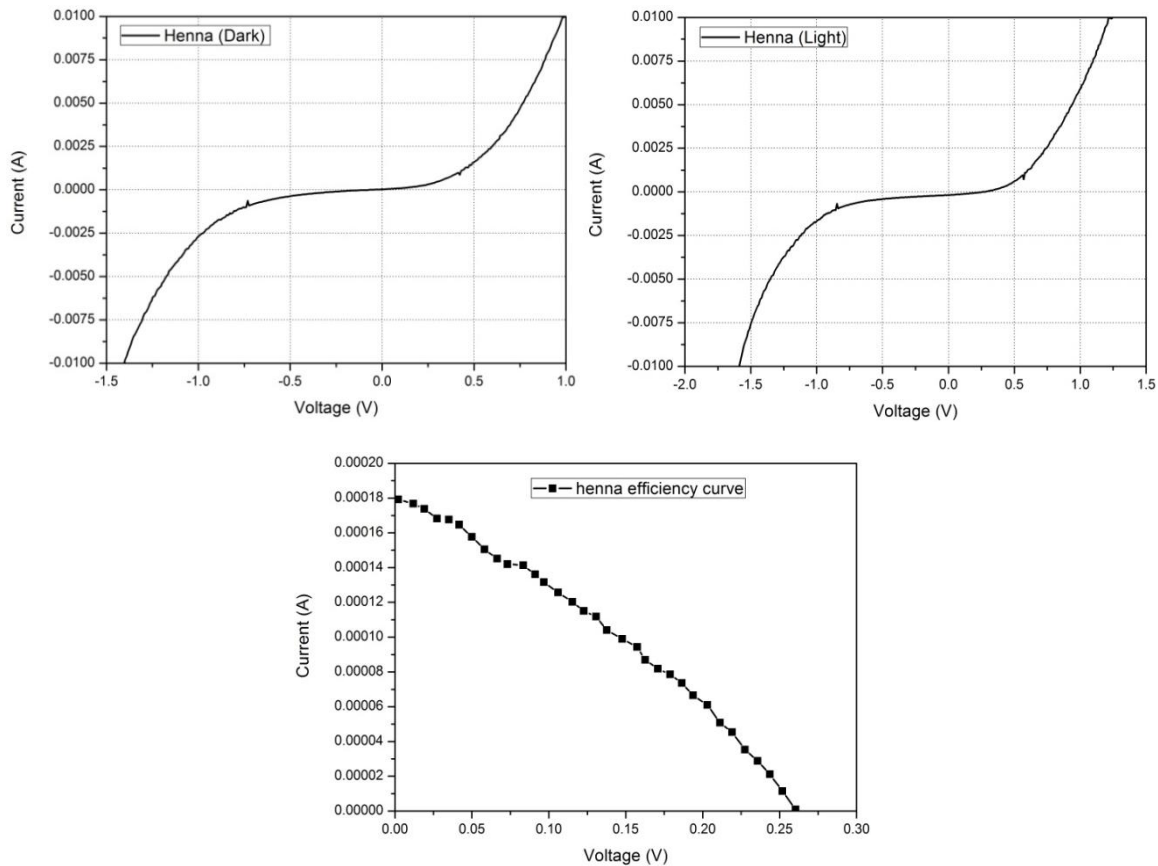 Henna (Dark)
0.0100
0.0075
0.0050
0.0025
0.0000
-0.0025
-0.0050
-0.0075
-0.0100
Current (A)
-1.5 -1.0 -0.5 0.0 0.5 1.0
Voltage (V)
Henna (Light)
0.0100
0.0075
0.0050
0.0025
0.0000
-0.0025
-0.0050
-0.0075
-0.0100
Current (A)
-2.0 -1.5 -1.0 -0.5 0.0 0.5 1.0 1.5
Voltage (V)
henna efficiency curve
0.00020
0.00018
0.00016
0.00014
0.00012
0.00010
0.00008
0.00006
0.00004
0.00002
0.00000
Current (A)
0.00 0.05 0.10 0.15 0.20 0.25 0.30
Voltage (V)